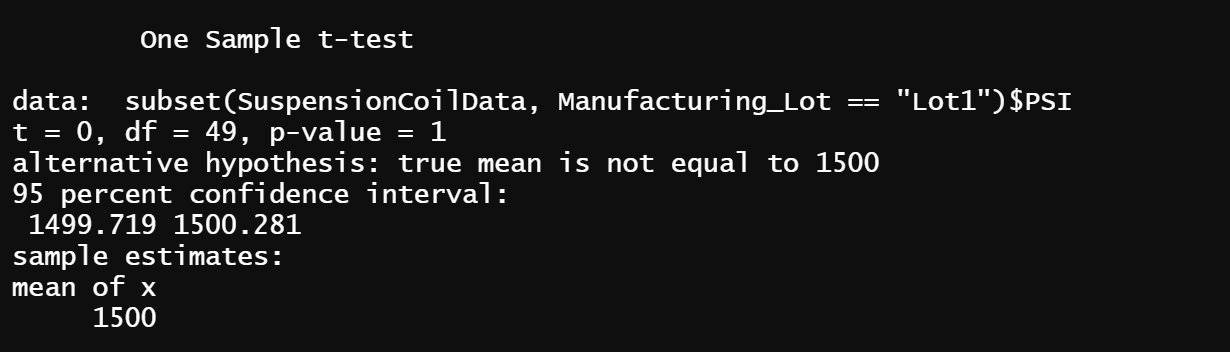 One Sample t-test
data:  subset(SuspensionCoilData, Manufacturing_Lot == "Lot1")$PSI
t = 0, df = 49, p-value = 1
alternative hypothesis: true mean is not equal to 1500
95 percent confidence interval:
1499.719 1500.281
sample estimates:
mean of x
1500